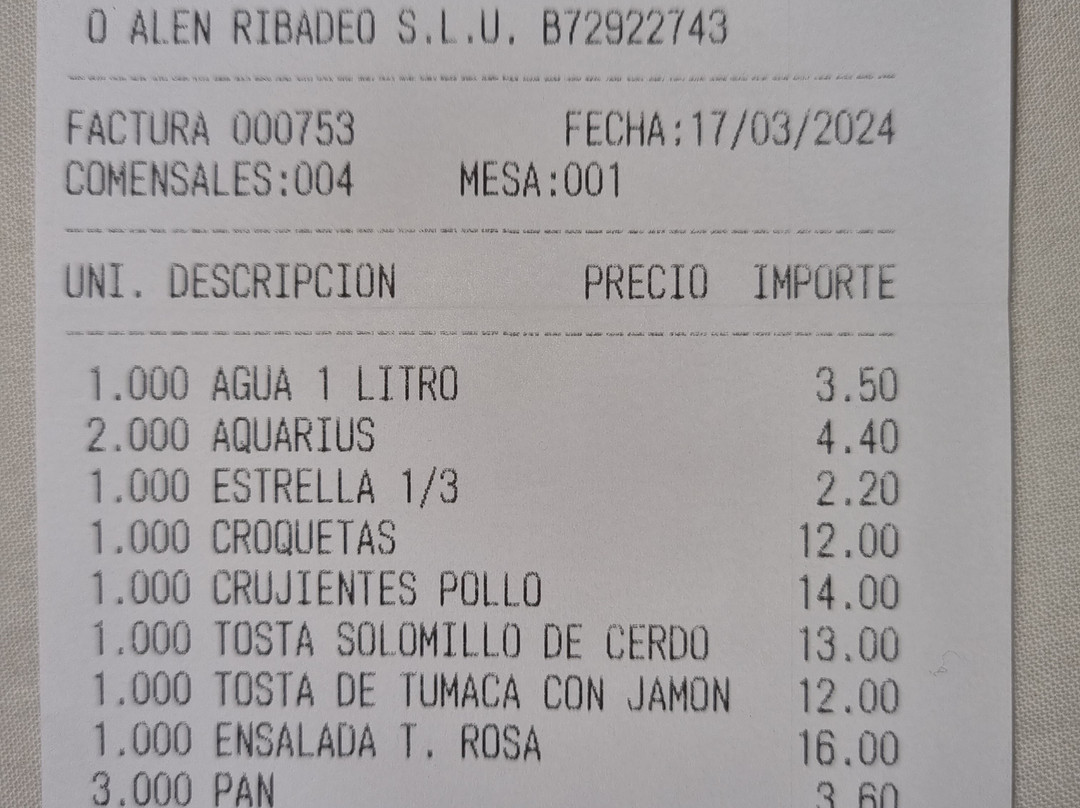 O ALEN RIBADEO S.L.U. B72922743
FACTURA 000753 FECHA:17/03/2024
COMENSALES:004 MESA:001
UNI. DESCRIPCION PRECIO IMPORTE
1.000 AGUA 1 LITRO 3.50
2.000 AQUARIUS 4.40
1.000 ESTRELLA 1/3 2.20
1.000 CROQUETAS 12.00
1.000 CRUJIENTES POLLO 14.00
1.000 TOSTA SOLOMILLO DE CERDO 13.00
1.000 TOSTA DE TUMACA CON JAMON 12.00
1.000 ENSALADA T. ROSA 16.00
3.000 PAN 3.60